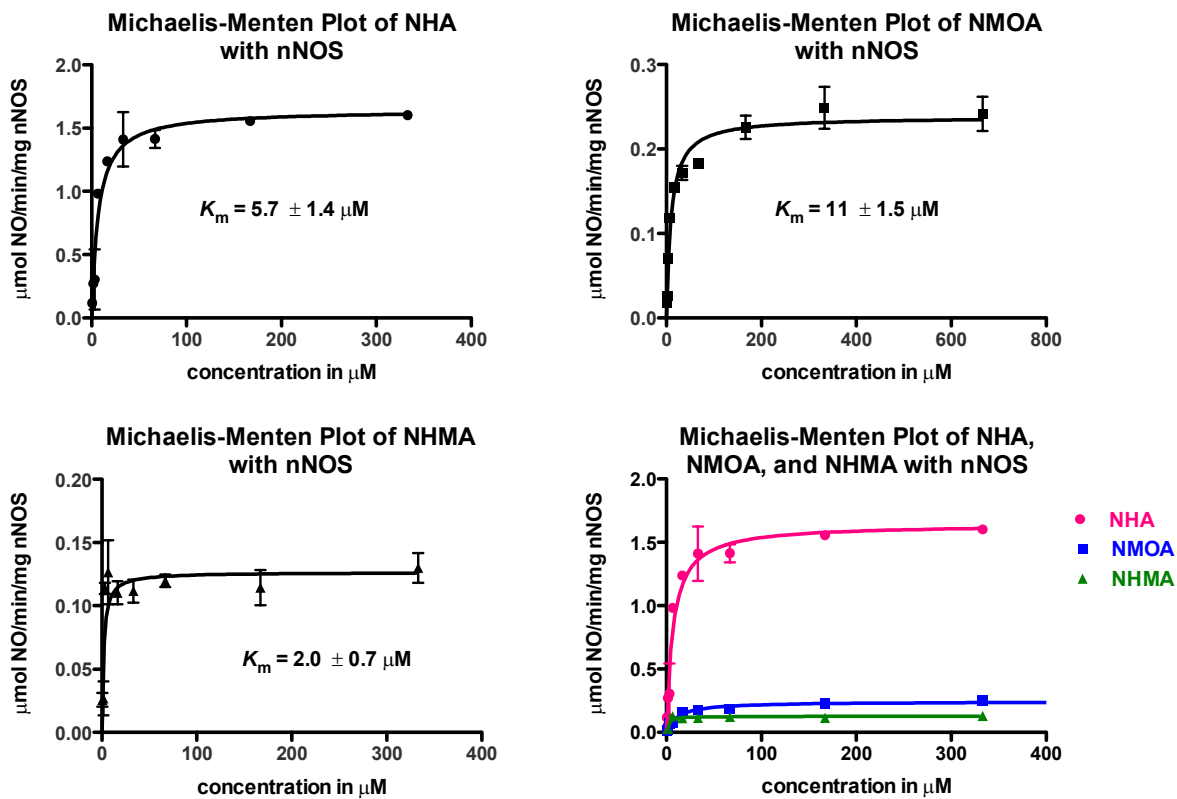 Michaelis-Menten Plot of NHA
with nNOS
μmol NO/min/mg nNOS
2.0
1.5
1.0
0.5
0.0
Km = 5.7 ± 1.4 μM
0 100 200 300 400
concentration in μM
Michaelis-Menten Plot of NMOA
with nNOS
μmol NO/min/mg nNOS
0.3
0.2
0.1
0.0
Km = 11 ± 1.5 μM
0 200 400 600 800
concentration in μM
Michaelis-Menten Plot of NHMA
with nNOS
μmol NO/min/mg nNOS
0.20
0.15
0.10
0.05
0.00
Km = 2.0 ± 0.7 μM
0 100 200 300 400
concentration in μM
Michaelis-Menten Plot of NHA,
NMOA, and NHMA with nNOS
μmol NO/min/mg nNOS
2.0
1.5
1.0
0.5
0.0
0 100 200 300 400
concentration in μM
NHA
NMOA
NHMA